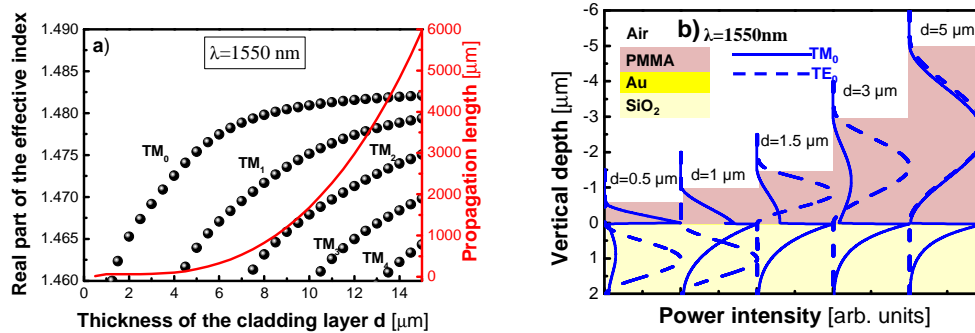 a)
λ=1550 nm
Real part of the effective index
1.490
1.485
1.480
1.475
1.470
1.465
1.460
TM0
TM1
TM2
TM3
TM
6000
5000
4000
3000
2000
1000
0
Propagation length [μm]
0 2 4 6 8 10 12 14
Thickness of the cladding layer d [μm]
b) λ=1550nm
Vertical depth [μm]
-6
-5
-4
-3
-2
-1
0
1
2
Air
PMMA
Au
SiO2
TM0
TE0
d=5 μm
d=3 μm
d=1.5 μm
d=1 μm
d=0.5 μm
Power intensity [arb. units]